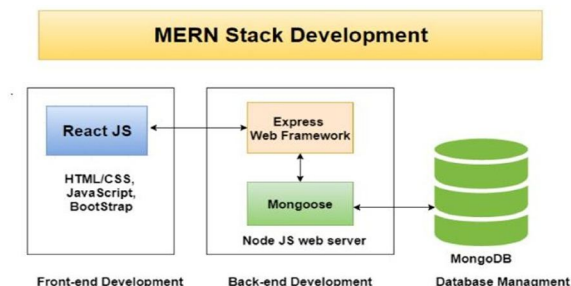 MERN Stack Development
React JS
HTML/CSS,
JavaScript,
BootStrap
Front-end Development
Express
Web Framework
Mongoose
Node JS web server
Back-end Development
MongoDB
Database Managment